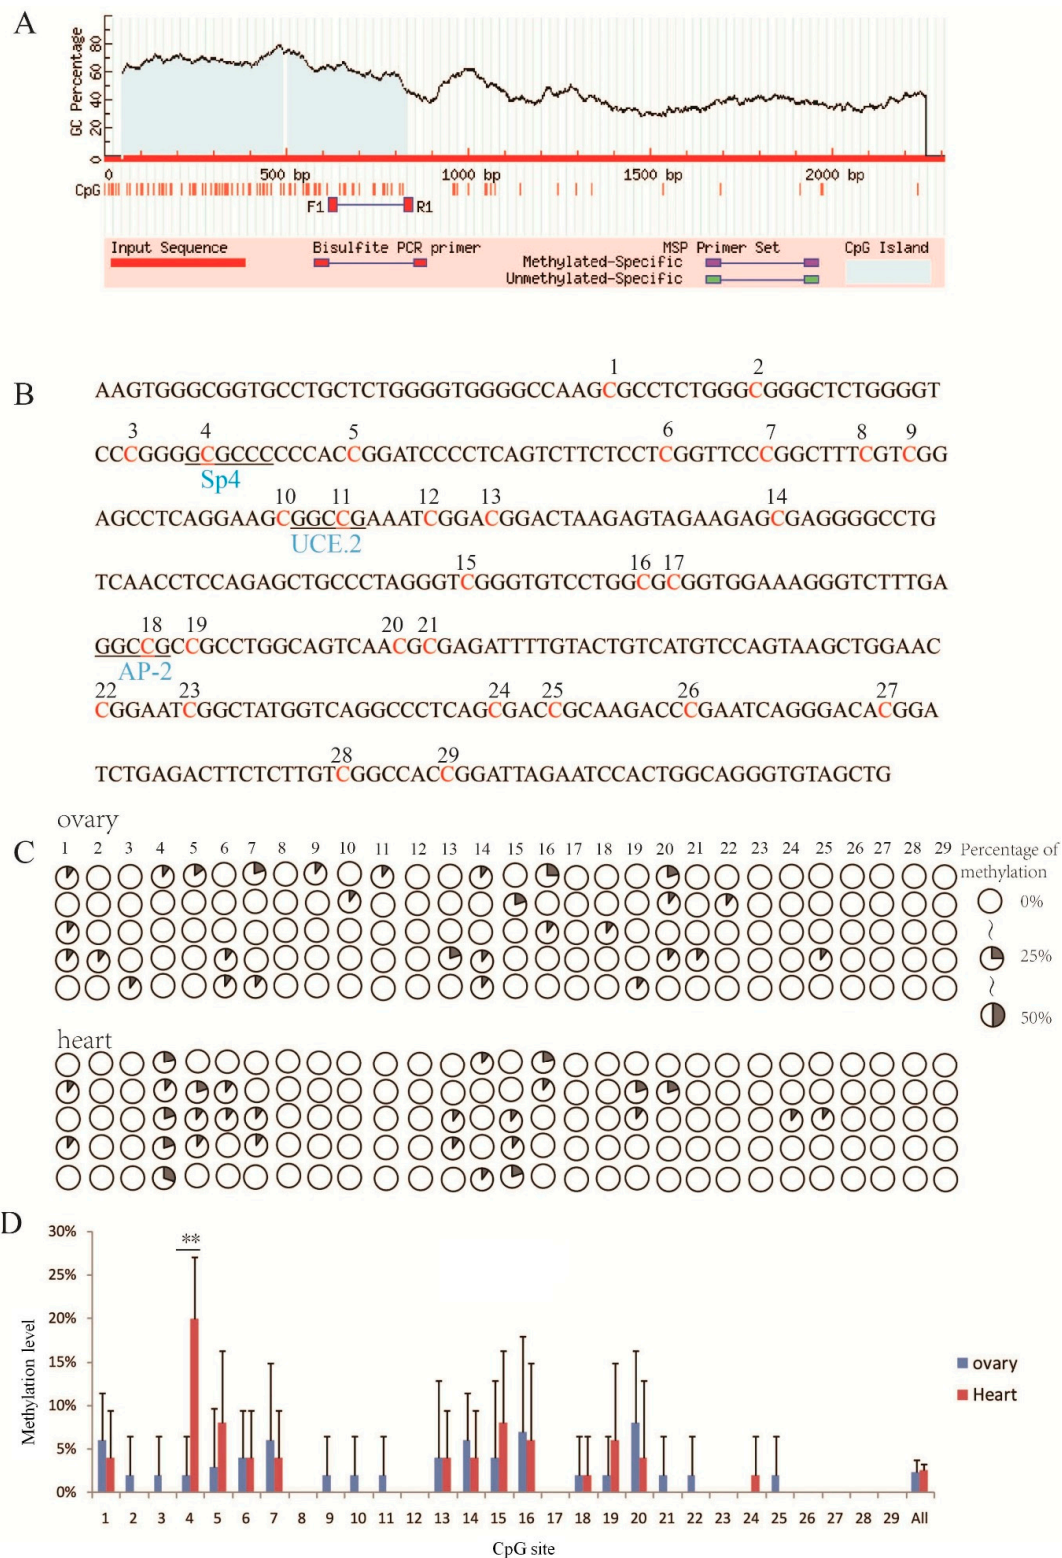 A
GC Percentage
80
60
40
20
0
0 500 bp 1000 bp 1500 bp 2000 bp
CpG
F1 R1
Input Sequence Bisulfite PCR primer MSP Primer Set CpG Island
Methylated-Specific
Unmethylated-Specific
B
1 2
AAGTGGGCGGTGCCTGCTCTGGGGTGGGGCCAAGCGCCTCTGGGCGGGCTCTGGGGT
3 4 5 6 7 8 9
CCCGGGGGCGCCCCCCACCGGATCCCCTCAGTCTTCTCCTCGGTTCCCGGCTTTCGTCGG
Sp4
10 11 12 13 14
AGCCTCAGGAAGCGGCCGAAATCGGACGGACTAAGAGTAGAAGAGCGAGGGGCCTG
UCE.2
15 16 17
TCAACCTCCAGAGCTGCCCTAGGGTCGGGTGTCCTGGCGCGGTGGAAAGGGTCTTTGA
18 19 20 21
GGCCGCCGCCTGGCAGTCAACGCGAGATTTTGTACTGTCATGTCCAGTAAGCTGGAAC
AP-2
22 23 24 25 26 27
CGGAATCGGCTATGGTCAGGCCCTCAGCGACCGCAAGACCCGAATCAGGGACACGGA
28 29
TCTGAGACTTCTCTTGTCGGCCACCGGATTAGAATCCACTGGCAGGGTGTAGCTG
C
ovary
1 2 3 4 5 6 7 8 9 10 11 12 13 14 15 16 17 18 19 20 21 22 23 24 25 26 27 28 29
Percentage of
methylation
0%
~
25%
~
50%
heart
D
Methylation level
30%
25%
20%
15%
10%
5%
0%
**
ovary
Heart
1 2 3 4 5 6 7 8 9 10 11 12 13 14 15 16 17 18 19 20 21 22 23 24 25 26 27 28 29 All
CpG site